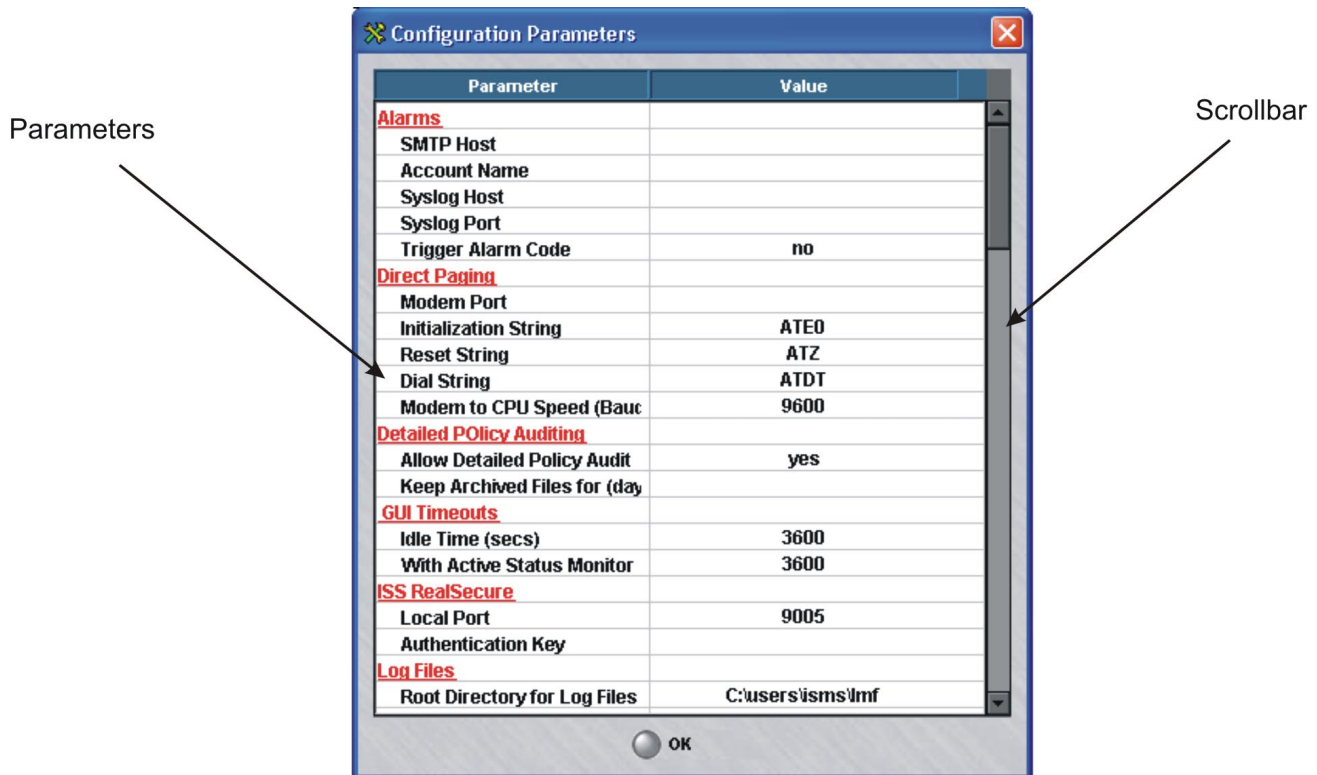 Configuration Parameters
Parameter Value
Alarms
SMTP Host
Account Name
Syslog Host
Syslog Port
Trigger Alarm Code no
Direct Paging
Modem Port
Initialization String ATE0
Reset String ATZ
Dial String ATDT
Modem to CPU Speed (Bauc 9600
Detailed POlicy Auditing
Allow Detailed Policy Audit yes
Keep Archived Files for (day
GUI Timeouts
Idle Time (secs) 3600
With Active Status Monitor 3600
ISS RealSecure
Local Port 9005
Authentication Key
Log Files
Root Directory for Log Files C:\users\isms\lmf
OK
Parameters
Scrollbar